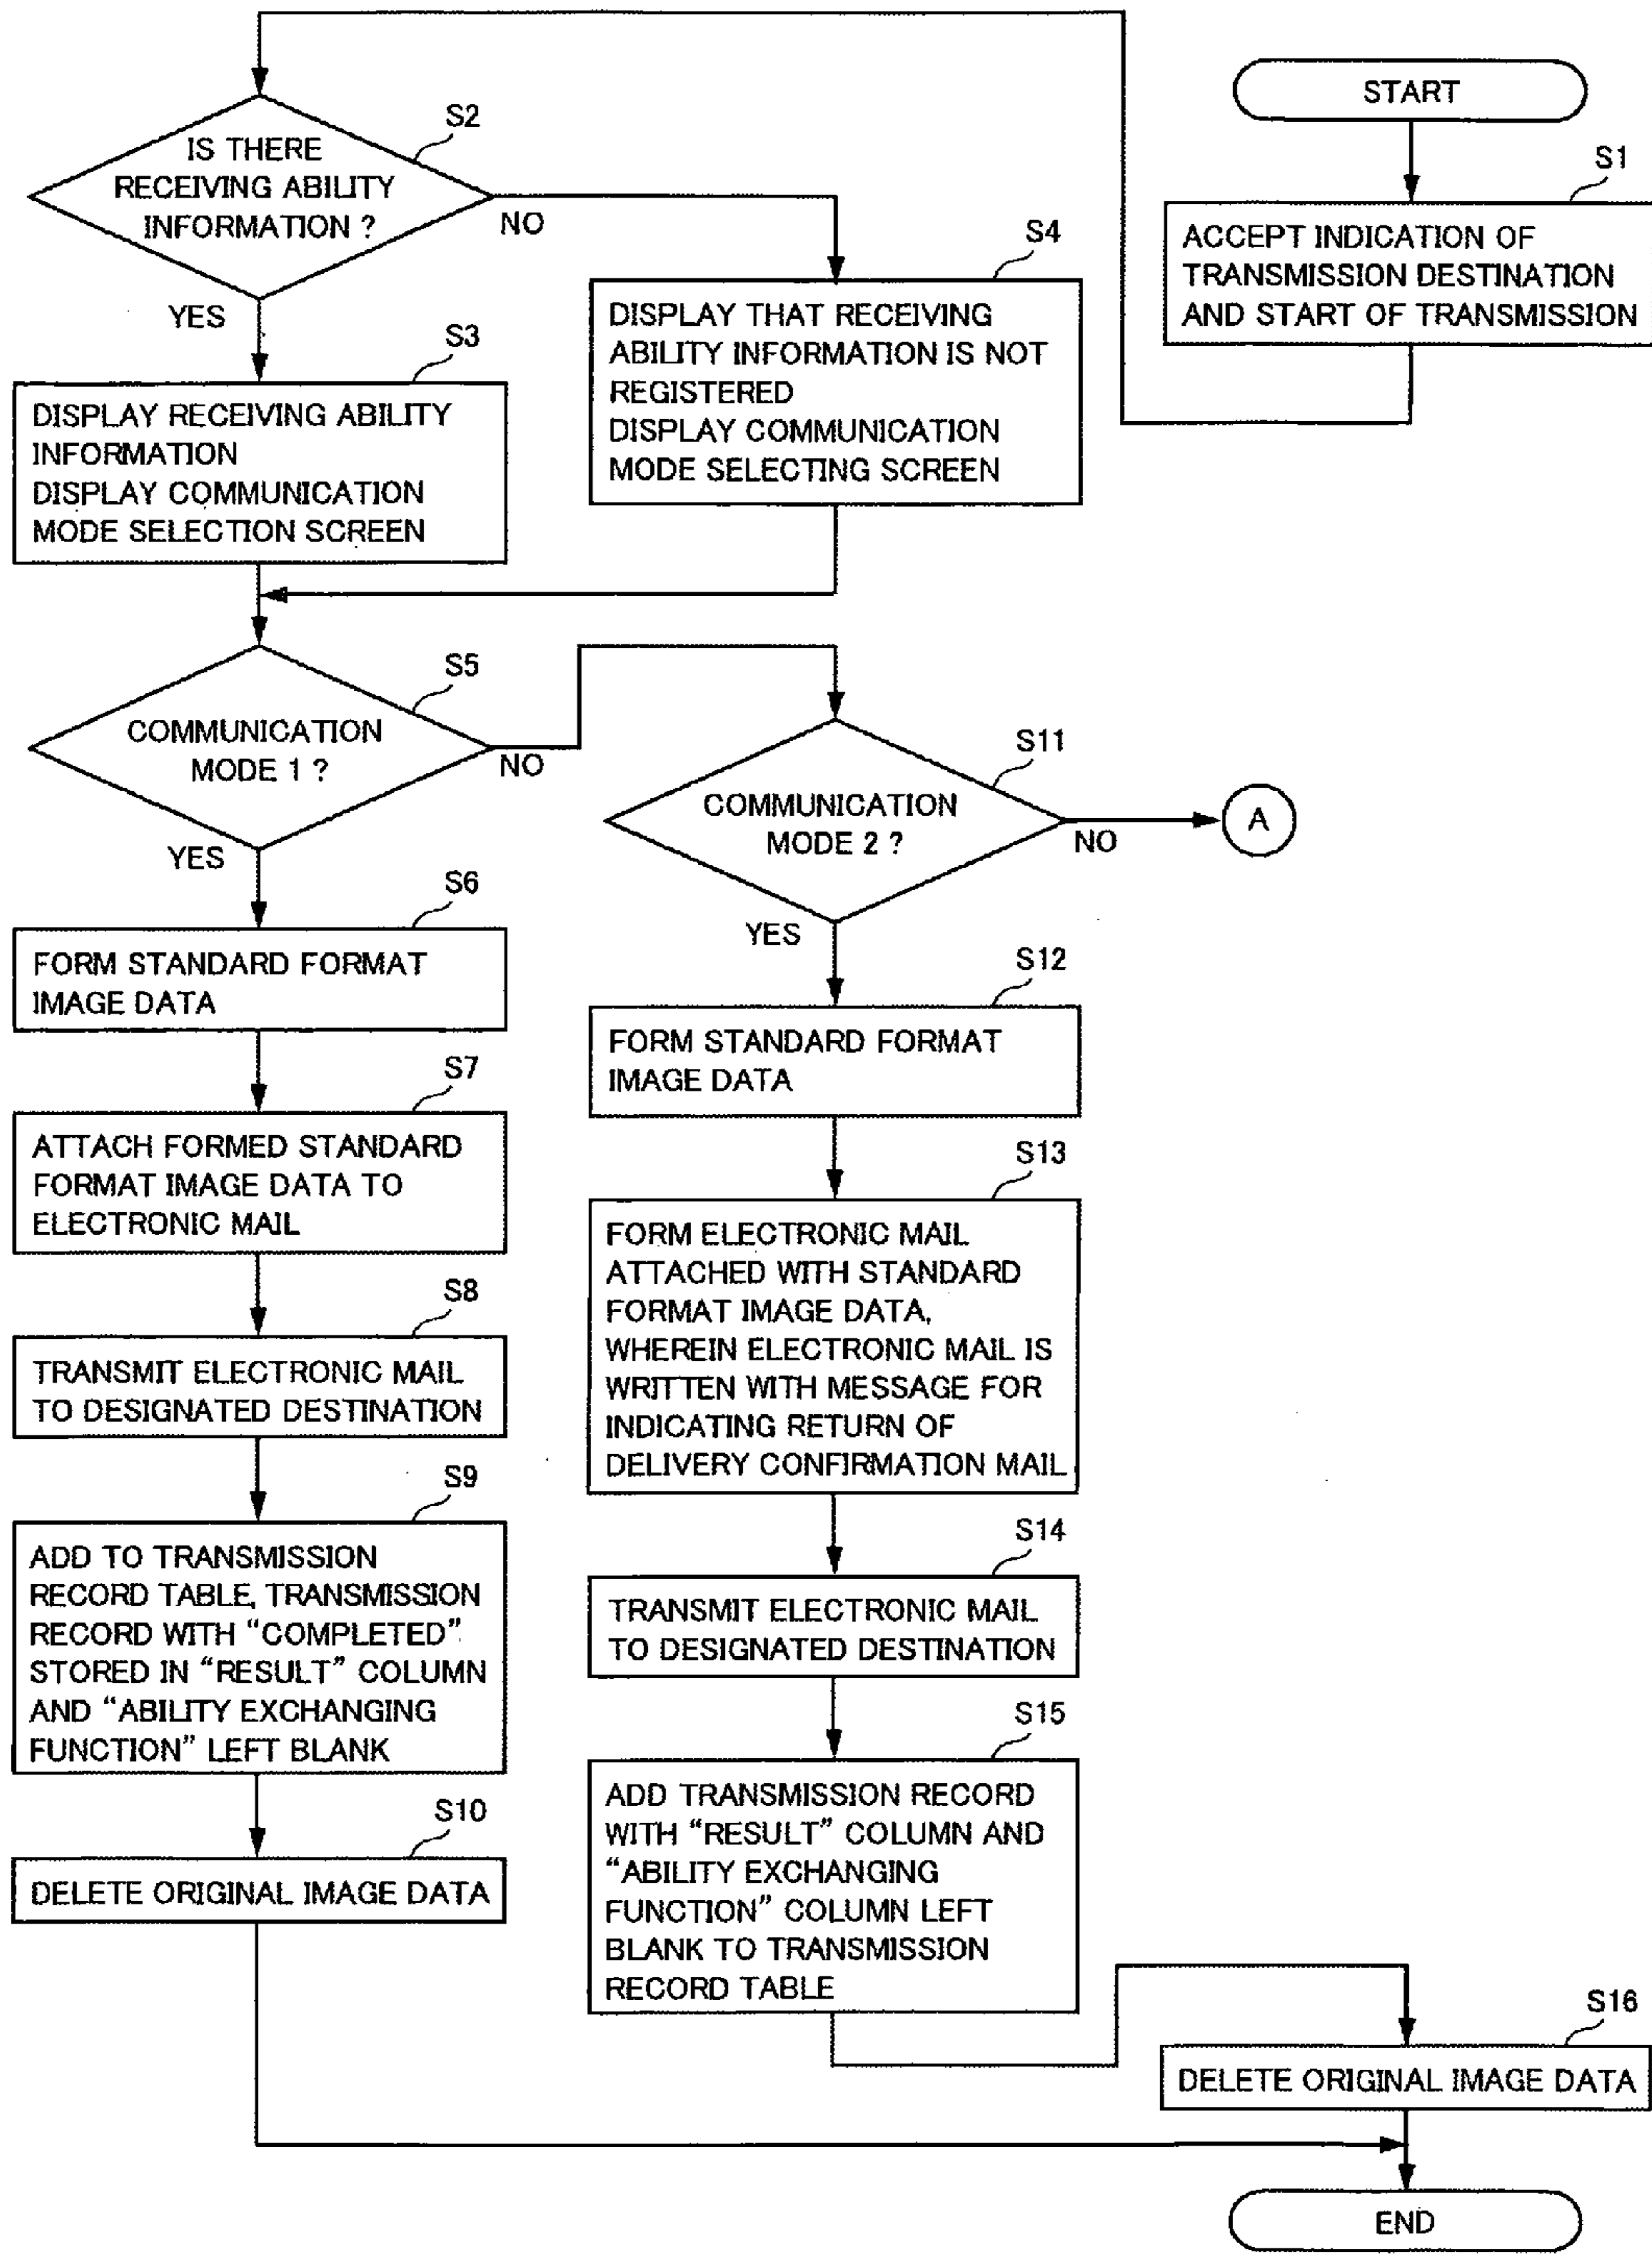 START
S1
ACCEPT INDICATION OF
TRANSMISSION DESTINATION
AND START OF TRANSMISSION
S2
IS THERE
RECEIVING ABILITY
INFORMATION ?
NO
YES
S3
DISPLAY RECEIVING ABILITY
INFORMATION
DISPLAY COMMUNICATION
MODE SELECTION SCREEN
S4
DISPLAY THAT RECEIVING
ABILITY INFORMATION IS NOT
REGISTERED
DISPLAY COMMUNICATION
MODE SELECTING SCREEN
S5
COMMUNICATION
MODE 1 ?
NO
YES
S6
FORM STANDARD FORMAT
IMAGE DATA
S7
ATTACH FORMED STANDARD
FORMAT IMAGE DATA TO
ELECTRONIC MAIL
S8
TRANSMIT ELECTRONIC MAIL
TO DESIGNATED DESTINATION
S9
ADD TO TRANSMISSION
RECORD TABLE, TRANSMISSION
RECORD WITH “COMPLETED”
STORED IN “RESULT” COLUMN
AND “ABILITY EXCHANGING
FUNCTION” LEFT BLANK
S10
DELETE ORIGINAL IMAGE DATA
S11
COMMUNICATION
MODE 2 ?
NO
A
YES
S12
FORM STANDARD FORMAT
IMAGE DATA
S13
FORM ELECTRONIC MAIL
ATTACHED WITH STANDARD
FORMAT IMAGE DATA,
WHEREIN ELECTRONIC MAIL IS
WRITTEN WITH MESSAGE FOR
INDICATING RETURN OF
DELIVERY CONFIRMATION MAIL
S14
TRANSMIT ELECTRONIC MAIL
TO DESIGNATED DESTINATION
S15
ADD TRANSMISSION RECORD
WITH “RESULT” COLUMN AND
“ABILITY EXCHANGING
FUNCTION” COLUMN LEFT
BLANK TO TRANSMISSION
RECORD TABLE
S16
DELETE ORIGINAL IMAGE DATA
END